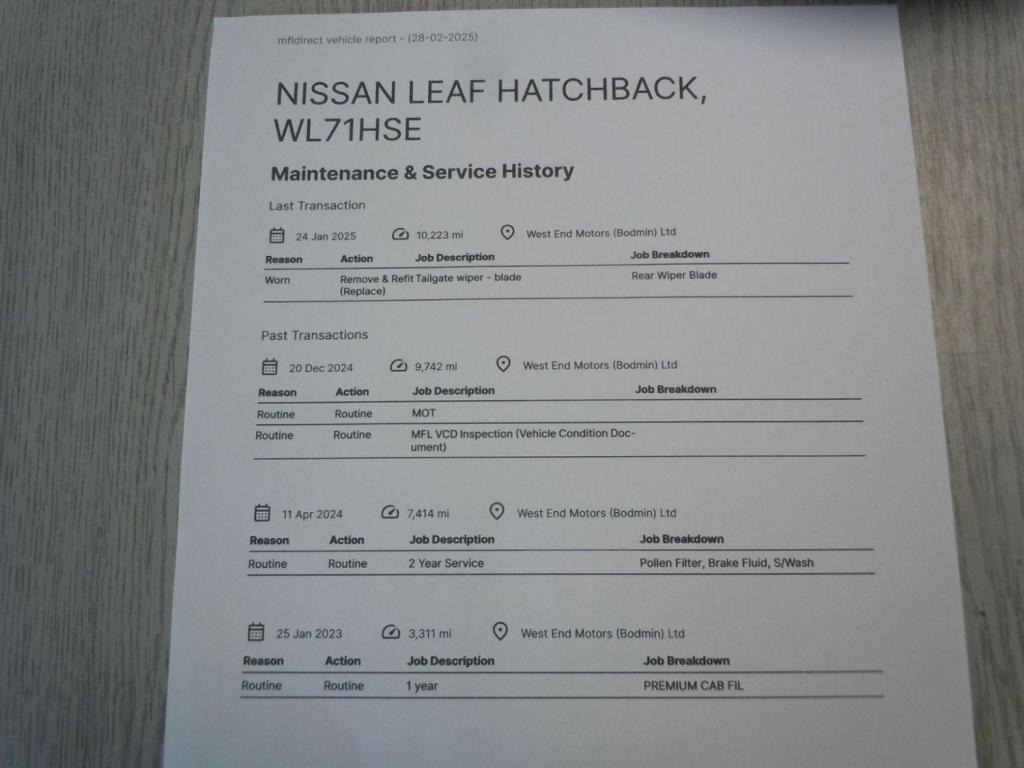 mfldirect vehicle report - (28-02-2025)
NISSAN LEAF HATCHBACK,
WL71HSE
Maintenance & Service History
Last Transaction
24 Jan 2025 10,223 mi West End Motors (Bodmin) Ltd
Reason Action Job Description Job Breakdown
Worn Remove & Refit Tailgate wiper - blade Rear Wiper Blade
(Replace)
Past Transactions
20 Dec 2024 9,742 mi West End Motors (Bodmin) Ltd
Reason Action Job Description Job Breakdown
Routine Routine MOT
Routine Routine MFL VCD Inspection (Vehicle Condition Doc-
ument)
11 Apr 2024 7,414 mi West End Motors (Bodmin) Ltd
Reason Action Job Description Job Breakdown
Routine Routine 2 Year Service Pollen Filter, Brake Fluid, S/Wash
25 Jan 2023 3,311 mi West End Motors (Bodmin) Ltd
Reason Action Job Description Job Breakdown
Routine Routine 1 year PREMIUM CAB FIL